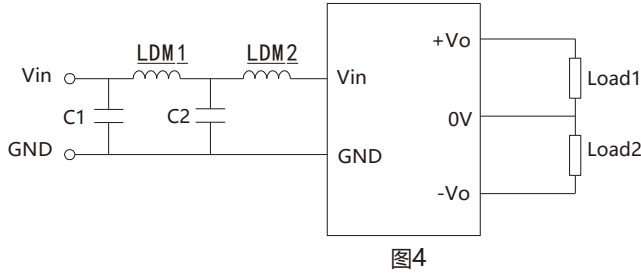 LDM1
LDM2
Vin
C1
C2
GND
Vin
GND
+Vo
0V
-Vo
Load1
Load2
图4